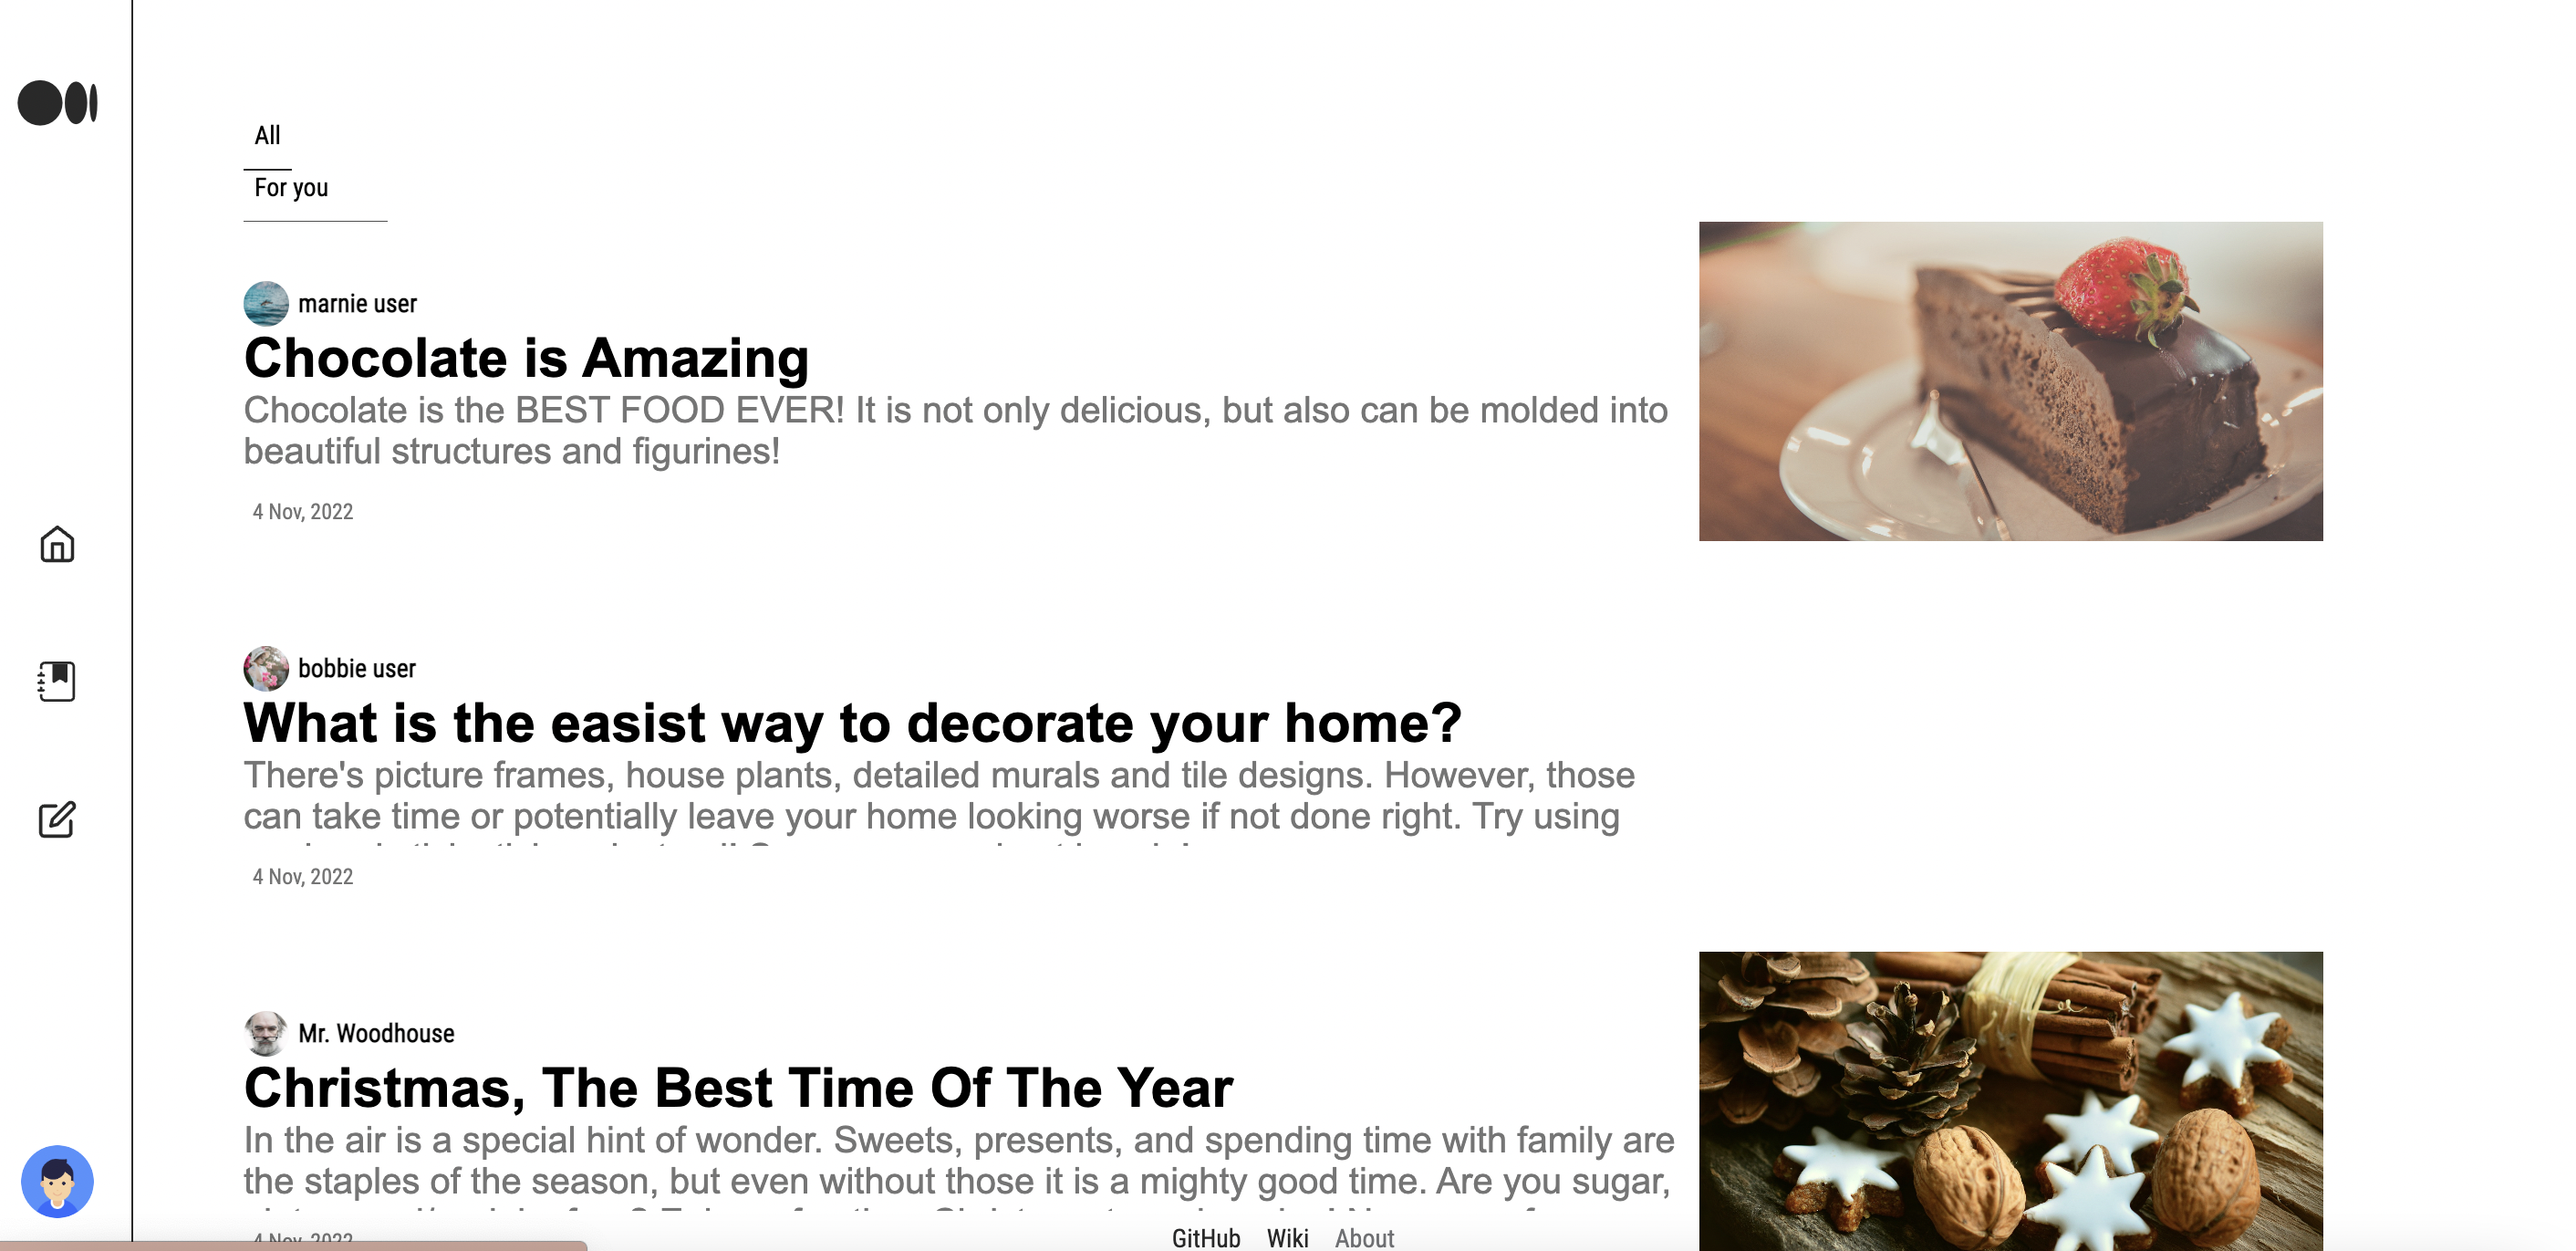 All
For you
marnie user
Chocolate is Amazing
Chocolate is the BEST FOOD EVER! It is not only delicious, but also can be molded into
beautiful structures and figurines!
4 Nov, 2022
bobbie user
What is the easist way to decorate your home?
There's picture frames, house plants, detailed murals and tile designs. However, those
can take time or potentially leave your home looking worse if not done right. Try using
4 Nov, 2022
Mr. Woodhouse
Christmas, The Best Time Of The Year
In the air is a special hint of wonder. Sweets, presents, and spending time with family are
the staples of the season, but even without those it is a mighty good time. Are you sugar,
4 Nov, 2022
GitHub Wiki About